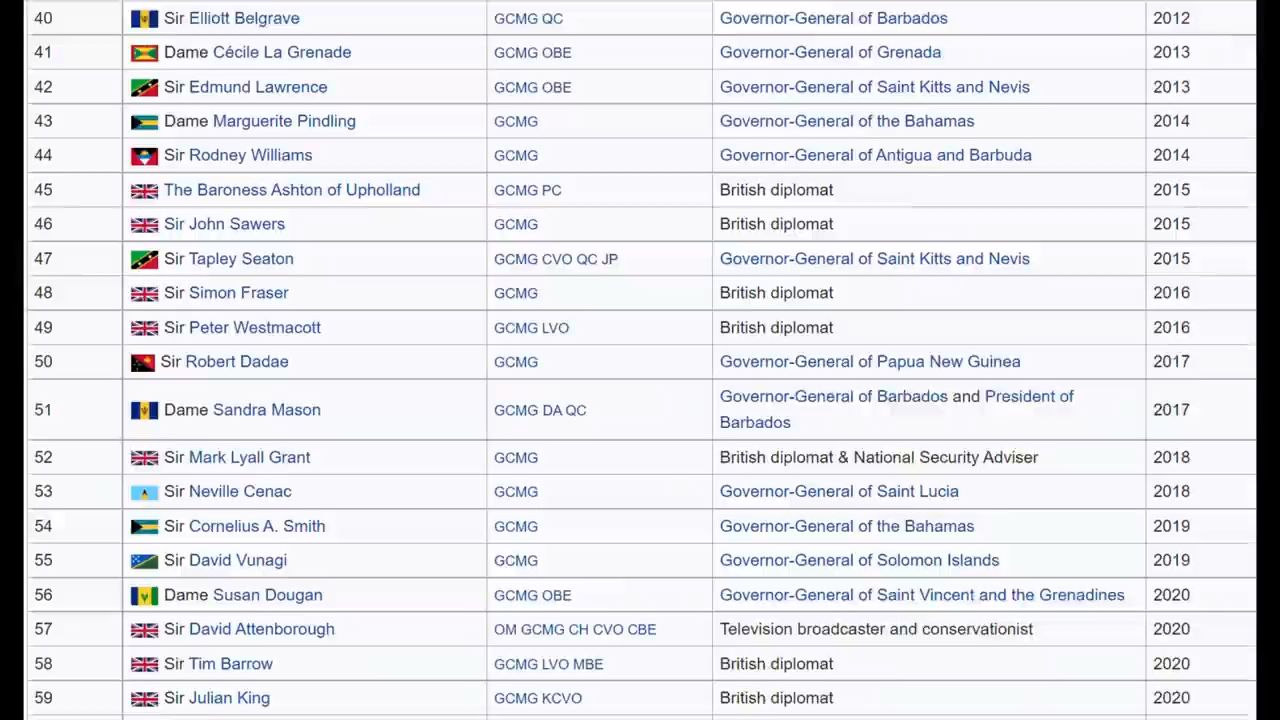 40 Sir Elliott Belgrave GCMG QC Governor-General of Barbados 2012
41 Dame Cécile La Grenade GCMG OBE Governor-General of Grenada 2013
42 Sir Edmund Lawrence GCMG OBE Governor-General of Saint Kitts and Nevis 2013
43 Dame Marguerite Pindling GCMG Governor-General of the Bahamas 2014
44 Sir Rodney Williams GCMG Governor-General of Antigua and Barbuda 2014
45 The Baroness Ashton of Upholland GCMG PC British diplomat 2015
46 Sir John Sawers GCMG British diplomat 2015
47 Sir Tapley Seaton GCMG CVO QC JP Governor-General of Saint Kitts and Nevis 2015
48 Sir Simon Fraser GCMG British diplomat 2016
49 Sir Peter Westmacott GCMG LVO British diplomat 2016
50 Sir Robert Dadae GCMG Governor-General of Papua New Guinea 2017
51 Dame Sandra Mason GCMG DA QC Governor-General of Barbados and President of
Barbados 2017
52 Sir Mark Lyall Grant GCMG British diplomat & National Security Adviser 2018
53 Sir Neville Cenac GCMG Governor-General of Saint Lucia 2018
54 Sir Cornelius A. Smith GCMG Governor-General of the Bahamas 2019
55 Sir David Vunagi GCMG Governor-General of Solomon Islands 2019
56 Dame Susan Dougan GCMG OBE Governor-General of Saint Vincent and the Grenadines 2020
57 Sir David Attenborough OM GCMG CH CVO CBE Television broadcaster and conservationist 2020
58 Sir Tim Barrow GCMG LVO MBE British diplomat 2020
59 Sir Julian King GCMG KCVO British diplomat 2020